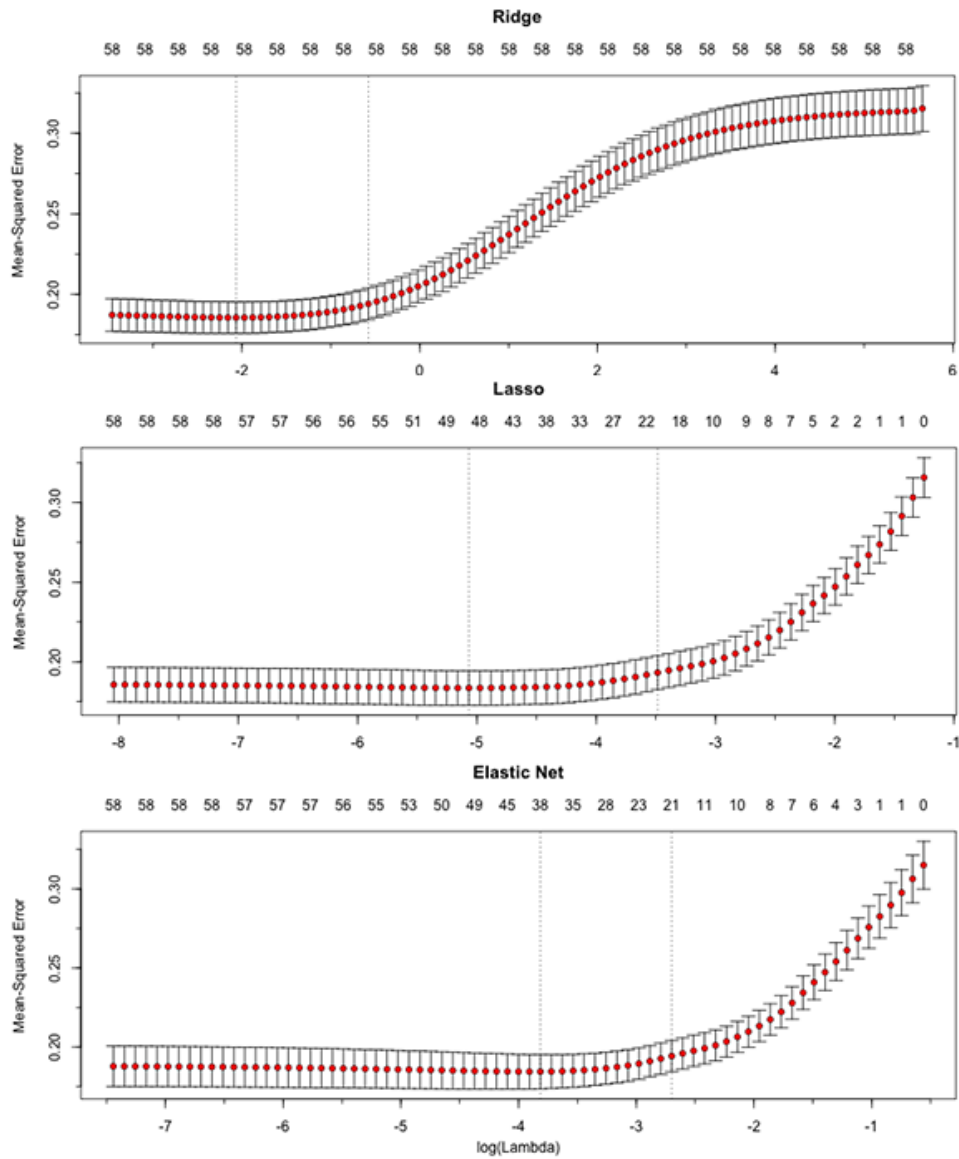 Ridge
58 58 58 58 58 58 58 58 58 58 58 58 58 58 58 58 58 58 58 58 58 58 58 58 58
Mean-Squared Error
0.30
0.25
0.20
-2 0 2 4 6
Lasso
58 58 58 58 57 57 56 56 55 51 49 48 43 38 33 27 22 18 10 9 8 7 5 2 2 1 1 0
Mean-Squared Error
0.30
0.25
0.20
-8 -7 -6 -5 -4 -3 -2 -1
Elastic Net
58 58 58 58 57 57 57 56 55 53 50 49 45 38 35 28 23 21 11 10 8 7 6 4 3 1 1 0
Mean-Squared Error
0.30
0.25
0.20
-7 -6 -5 -4 -3 -2 -1
log(Lambda)